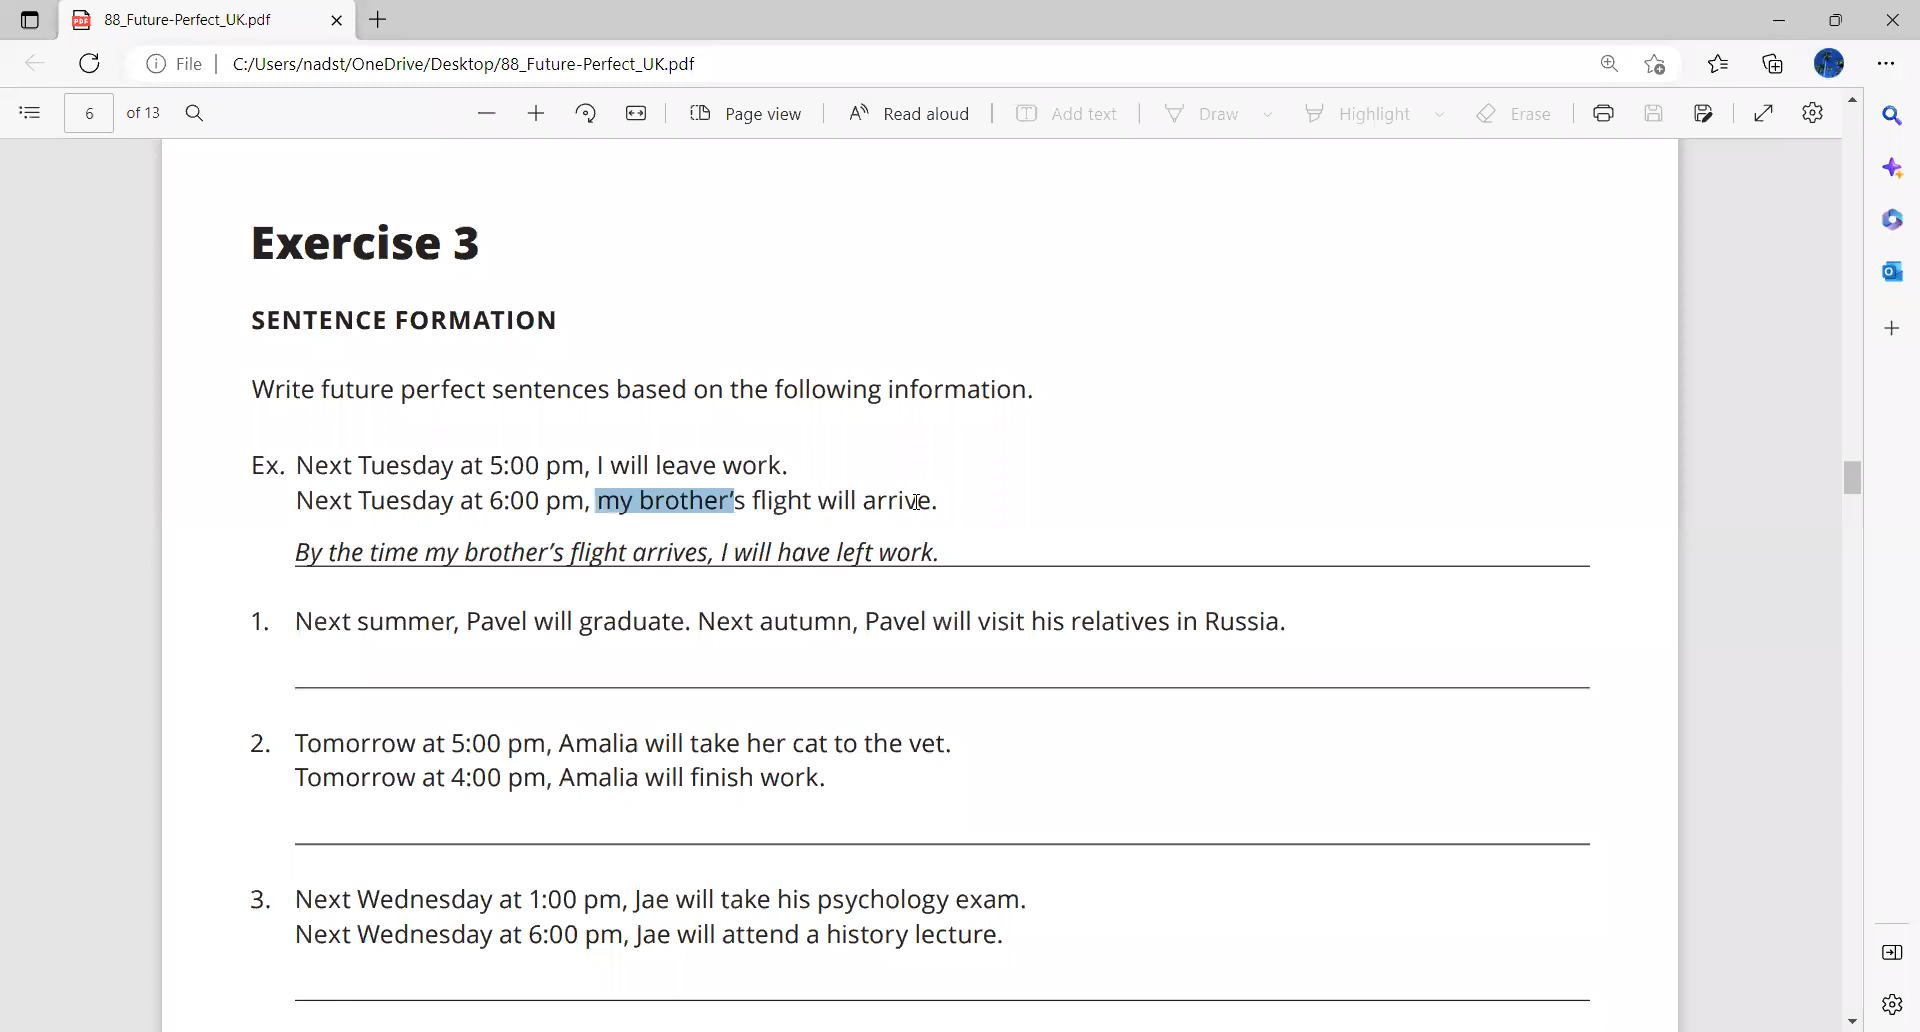 88_Future-Perfect_UK.pdf
File
C:/Users/nadst/OneDrive/Desktop/88_Future-Perfect_UK.pdf
6 of 13
Page view
Read aloud
Add text
Draw
Highlight
Erase
Exercise 3
SENTENCE FORMATION
Write future perfect sentences based on the following information.
Ex. Next Tuesday at 5:00 pm, I will leave work.
Next Tuesday at 6:00 pm, my brother’s flight will arrive.
By the time my brother’s flight arrives, I will have left work.
1. Next summer, Pavel will graduate. Next autumn, Pavel will visit his relatives in Russia.
2. Tomorrow at 5:00 pm, Amalia will take her cat to the vet.
Tomorrow at 4:00 pm, Amalia will finish work.
3. Next Wednesday at 1:00 pm, Jae will take his psychology exam.
Next Wednesday at 6:00 pm, Jae will attend a history lecture.